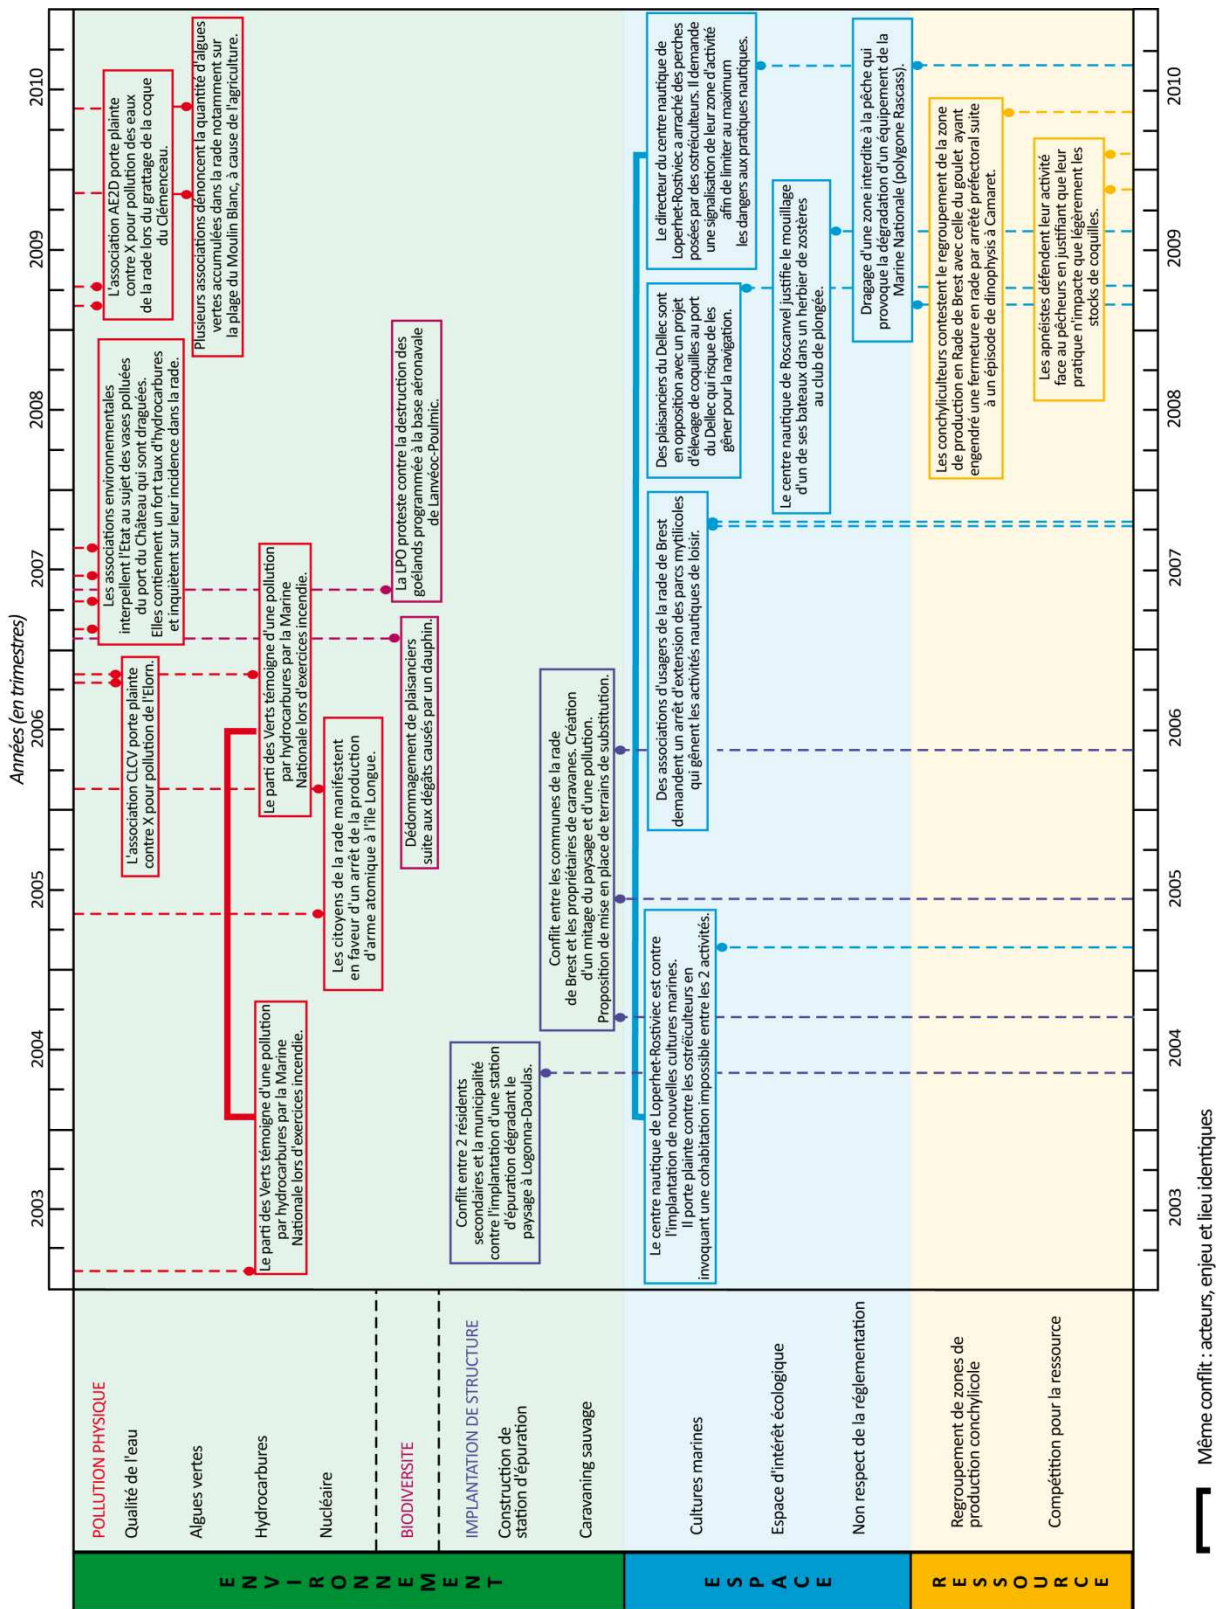 Années (en trimestres)
2003
2004
2005
2006
2007
2008
2009
2010
ENVIRONNEMENT
POLLUTION PHYSIQUE
Qualité de l'eau
Algues vertes
Hydrocarbures
Nucléaire
BIODIVERSITE
IMPLANTATION DE STRUCTURE
Construction de
station d'épuration
Caravaning sauvage
ESPACE
Cultures marines
Espace d'intérêt écologique
Non respect de la réglementation
RESSOURCE
Regroupement de zones de
production conchylicole
Compétition pour la ressource
L'association CLCV porte plainte
contre X pour pollution de l'Elorn.
Les associations environnementales
interpellent l'Etat au sujet des vases polluées
du port du Château qui sont draguées.
Elles contiennent un fort taux d'hydrocarbures
et inquiètent sur leur incidence dans la rade.
L'association AE2D porte plainte
contre X pour pollution des eaux
de la rade lors du grattage de la coque
du Clémenceau.
Plusieurs associations dénoncent la quantité d'algues
vertes accumulées dans la rade notamment sur
la plage du Moulin Blanc, à cause de l'agriculture.
Le parti des Verts témoigne d'une pollution
par hydrocarbures par la Marine
Nationale lors d'exercices incendie.
Le parti des Verts témoigne d'une pollution
par hydrocarbures par la Marine
Nationale lors d'exercices incendie.
Les citoyens de la rade manifestent
en faveur d'un arrêt de la production
d'arme atomique à l'île Longue.
La LPO proteste contre la destruction des
goélands programmée à la base aéronavale
de Lanvéoc-Poulmic.
Dédommagement de plaisanciers
suite aux dégâts causés par un dauphin.
Conflit entre 2 résidents
secondaires et la municipalité
contre l'implantation d'une station
d'épuration dégradant le
paysage à Logonna-Daoulas.
Conflit entre les communes de la rade
de Brest et les propriétaires de caravanes. Création
d'un mitage du paysage et d'une pollution.
Proposition de mise en place de terrains de substitution.
Le centre nautique de Loperhet-Rostiviec est contre
l'implantation de nouvelles cultures marines.
Il porte plainte contre les ostréiculteurs en
invoquant une cohabitation impossible entre les 2 activités.
Des associations d'usagers de la rade de Brest
demandent un arrêt d'extension des parcs mytilicoles
qui gênent les activités nautiques de loisir.
Des plaisanciers du Dellec sont
en opposition avec un projet
d'élevage de coquilles au port
du Dellec qui risque de les
gêner pour la navigation.
Le directeur du centre nautique de
Loperhet-Rostiviec a arraché des perches
posées par des ostréiculteurs. Il demande
une signalisation de leur zone d'activité
afin de limiter au maximum
les dangers aux pratiques nautiques.
Le centre nautique de Roscanvel justifie le mouillage
d'un de ses bateaux dans un herbier de zostères
au club de plongée.
Dragage d'une zone interdite à la pêche qui
provoque la dégradation d'un équipement de la
Marine Nationale (polygone Rascass).
Les conchyliculteurs contestent le regroupement de la zone
de production en Rade de Brest avec celle du goulet ayant
engendré une fermeture en rade par arrêté préfectoral suite
à un épisode de dinophysis à Camaret.
Les apnéistes défendent leur activité
face au pêcheurs en justifiant que leur
pratique n'impacte que légèrement les
stocks de coquilles.
2003
2004
2005
2006
2007
2008
2009
2010
Même conflit : acteurs, enjeu et lieu identiques